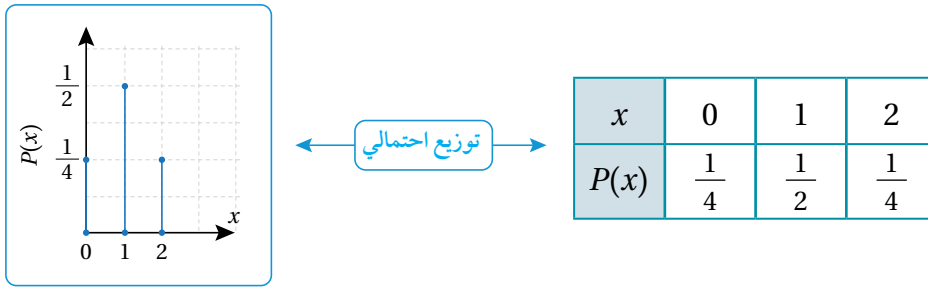 P(x)
1/2
1/4
0 1 2
x
توزيع احتمالي
x 0 1 2
P(x) 1/4 1/2 1/4